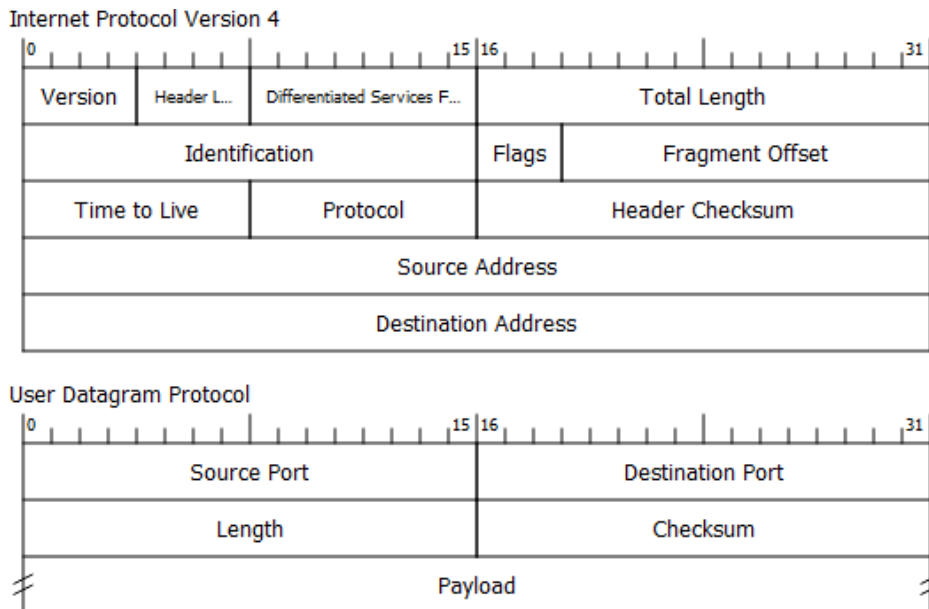 Internet Protocol Version 4
0 15 16 31
Version Header L... Differentiated Services F... Total Length
Identification Flags Fragment Offset
Time to Live Protocol Header Checksum
Source Address
Destination Address
User Datagram Protocol
0 15 16 31
Source Port Destination Port
Length Checksum
Payload